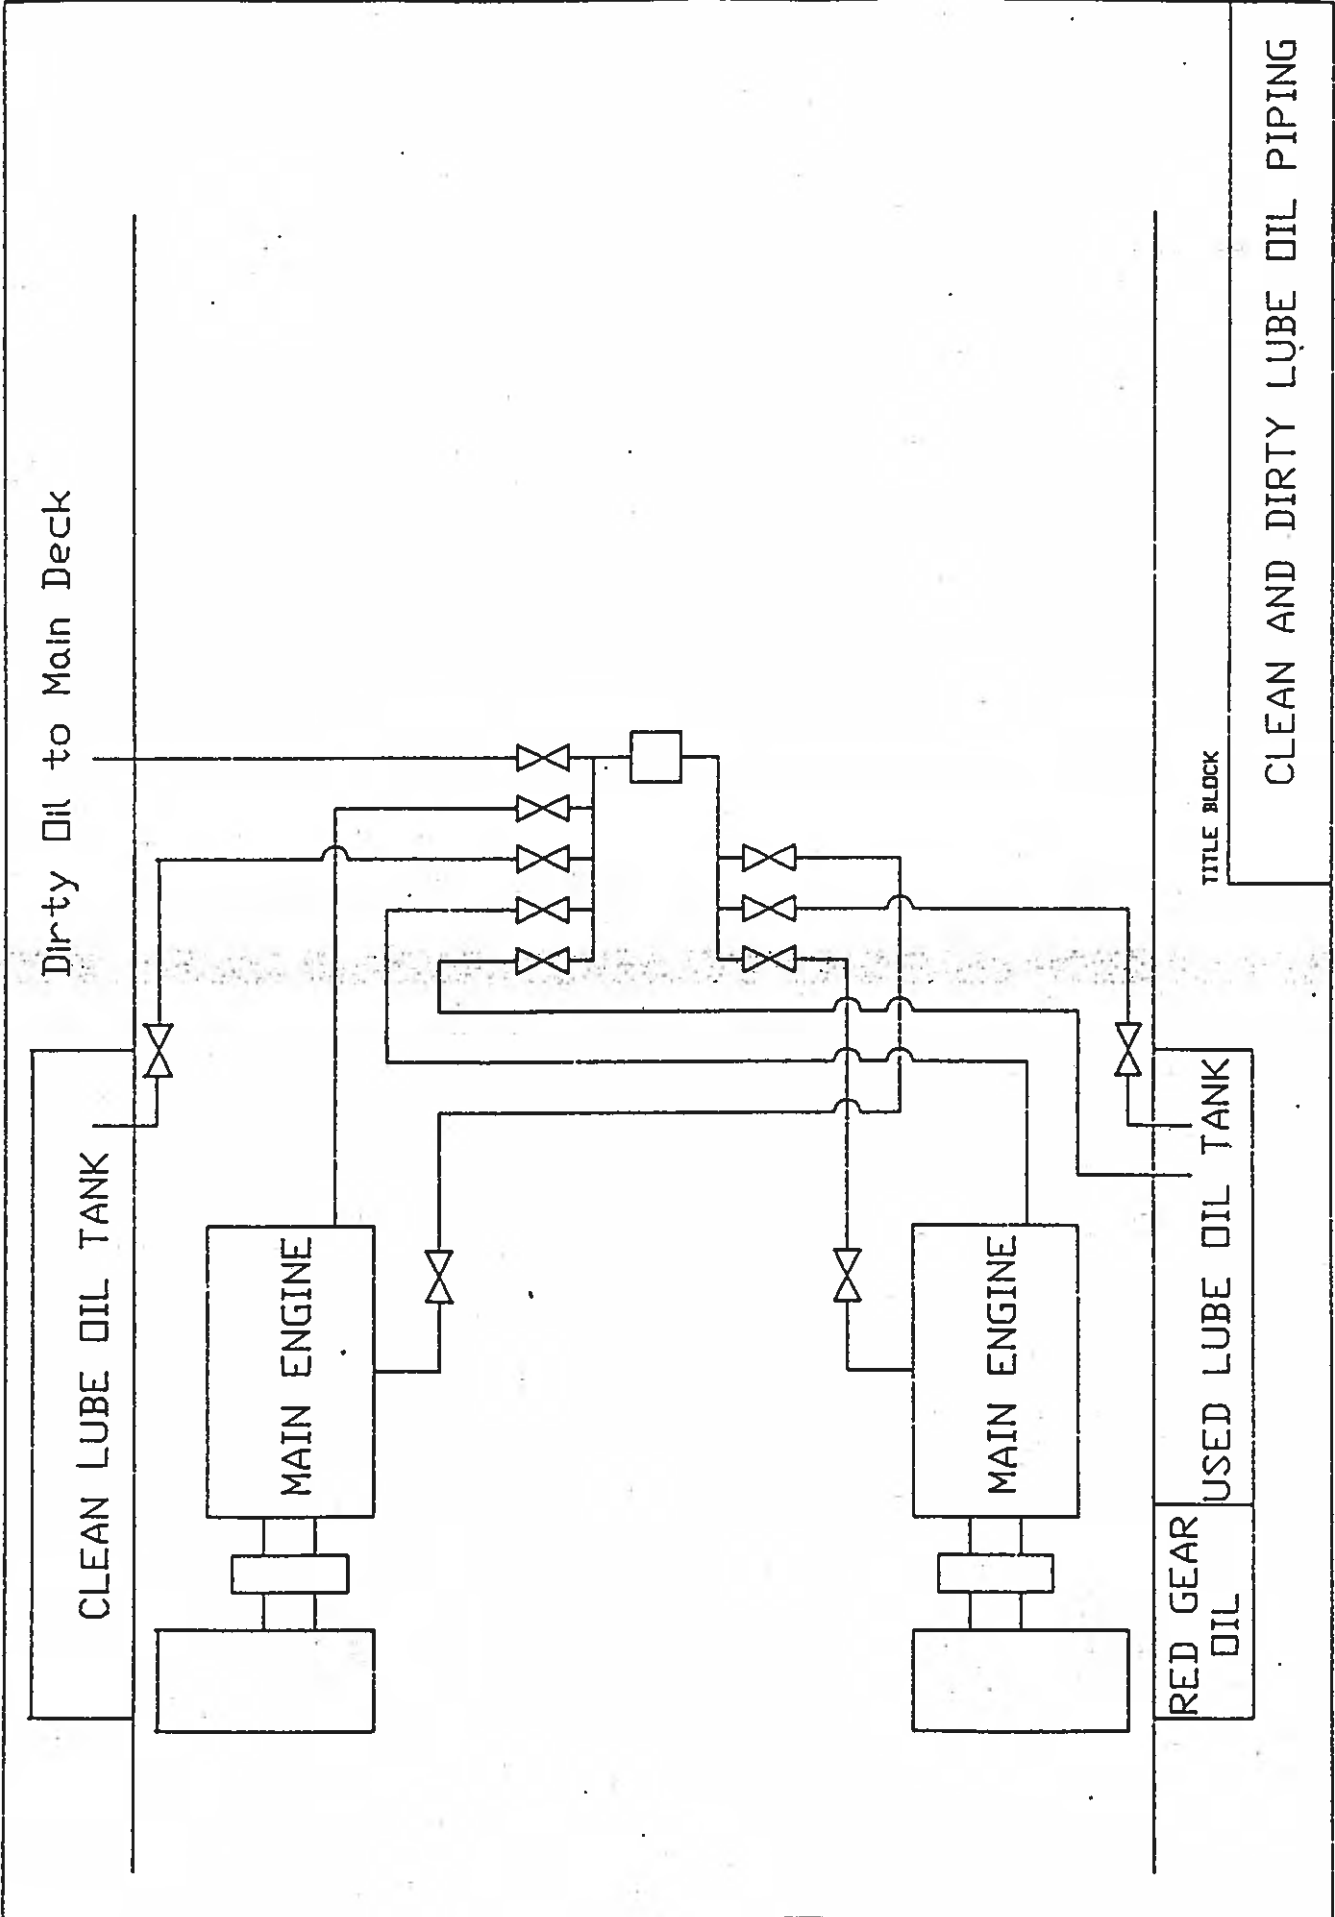 Dirty Oil to Main Deck
CLEAN LUBE OIL TANK
MAIN ENGINE
MAIN ENGINE
RED GEAR
OIL
USED LUBE OIL TANK
TITLE BLOCK
CLEAN AND DIRTY LUBE OIL PIPING